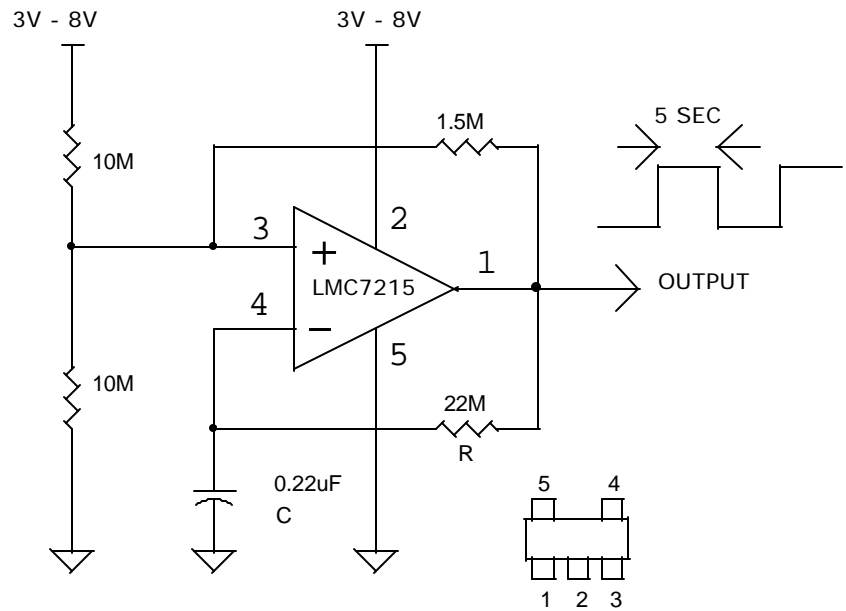 3V - 8V
3V - 8V
1.5M
5 SEC
10M
3
2
+
LMC7215
1
OUTPUT
4
−
5
10M
22M
R
0.22uF
C
5
4
1
2
3